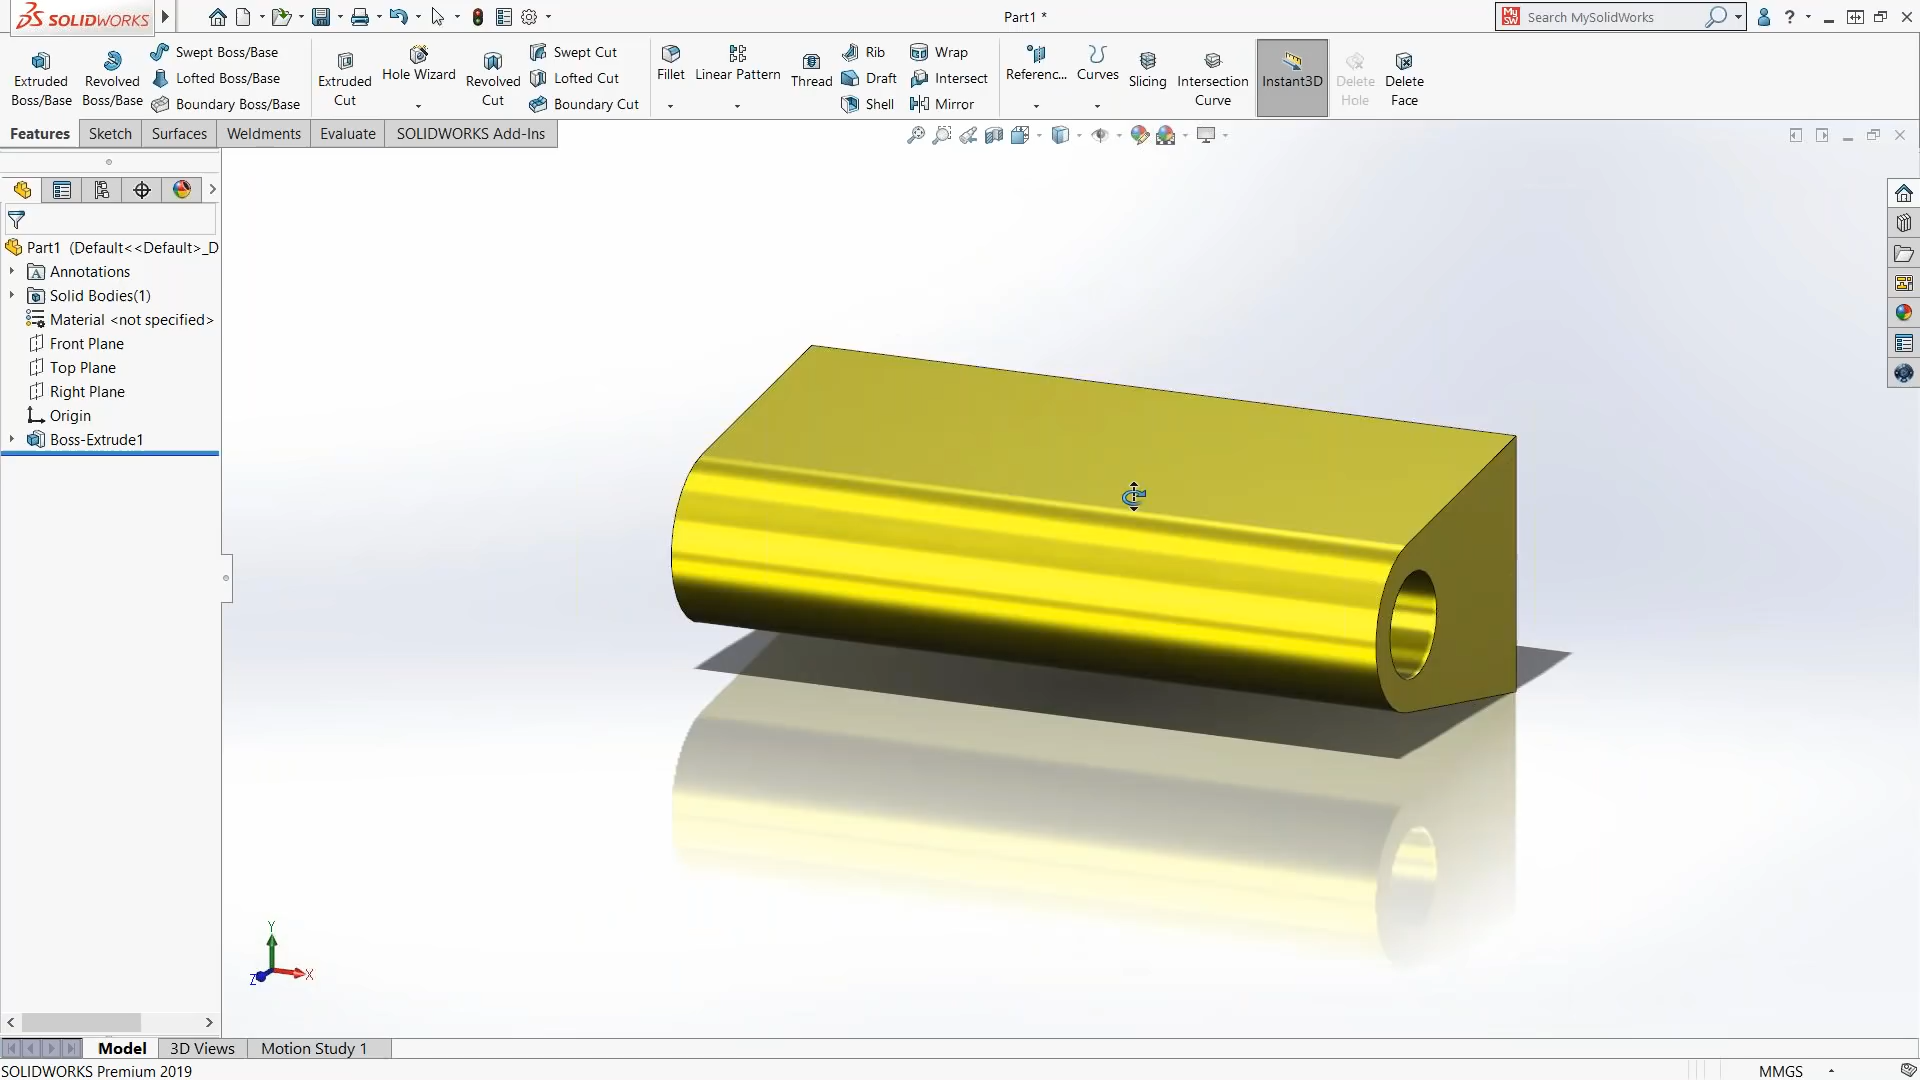 SOLIDWORKS
Part1 *
Search MySolidWorks
Extruded Boss/Base
Revolved Boss/Base
Swept Boss/Base
Lofted Boss/Base
Boundary Boss/Base
Extruded Cut
Hole Wizard
Revolved Cut
Swept Cut
Lofted Cut
Boundary Cut
Fillet
Linear Pattern
Thread
Rib
Draft
Shell
Wrap
Intersect
Mirror
Referenc...
Curves
Slicing
Intersection Curve
Instant3D
Delete Hole
Delete Face
Features
Sketch
Surfaces
Weldments
Evaluate
SOLIDWORKS Add-Ins
Part1 (Default<<Default>_D
Annotations
Solid Bodies(1)
Material <not specified>
Front Plane
Top Plane
Right Plane
Origin
Boss-Extrude1
Y
X
Z
Model
3D Views
Motion Study 1
SOLIDWORKS Premium 2019
MMGS